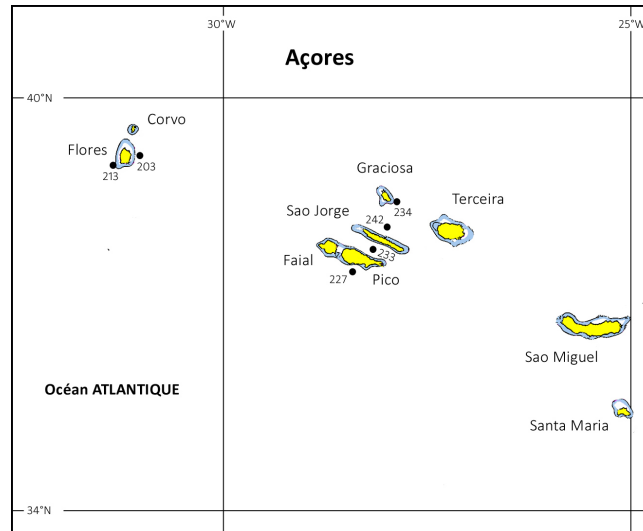 30°W
25°W
Açores
40°N
Corvo
Flores
213
203
Graciosa
234
Sao Jorge
242
Terceira
Faial
233
227
Pico
Sao Miguel
Océan ATLANTIQUE
Santa Maria
34°N